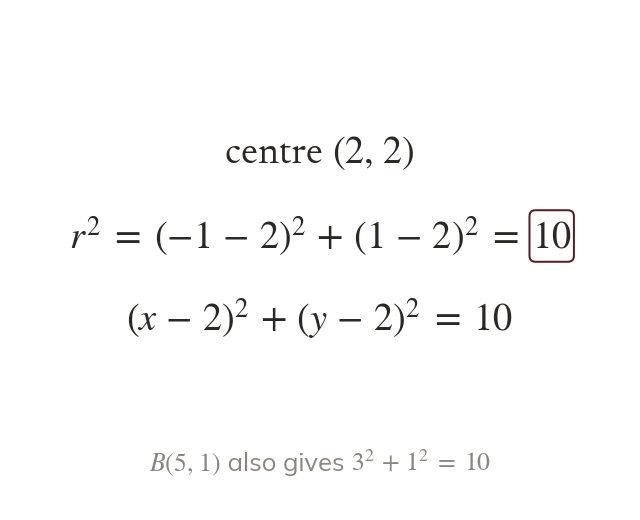 centre (2, 2)
r² = (−1 − 2)² + (1 − 2)² = 10
(x − 2)² + (y − 2)² = 10
B(5, 1) also gives 3² + 1² = 10